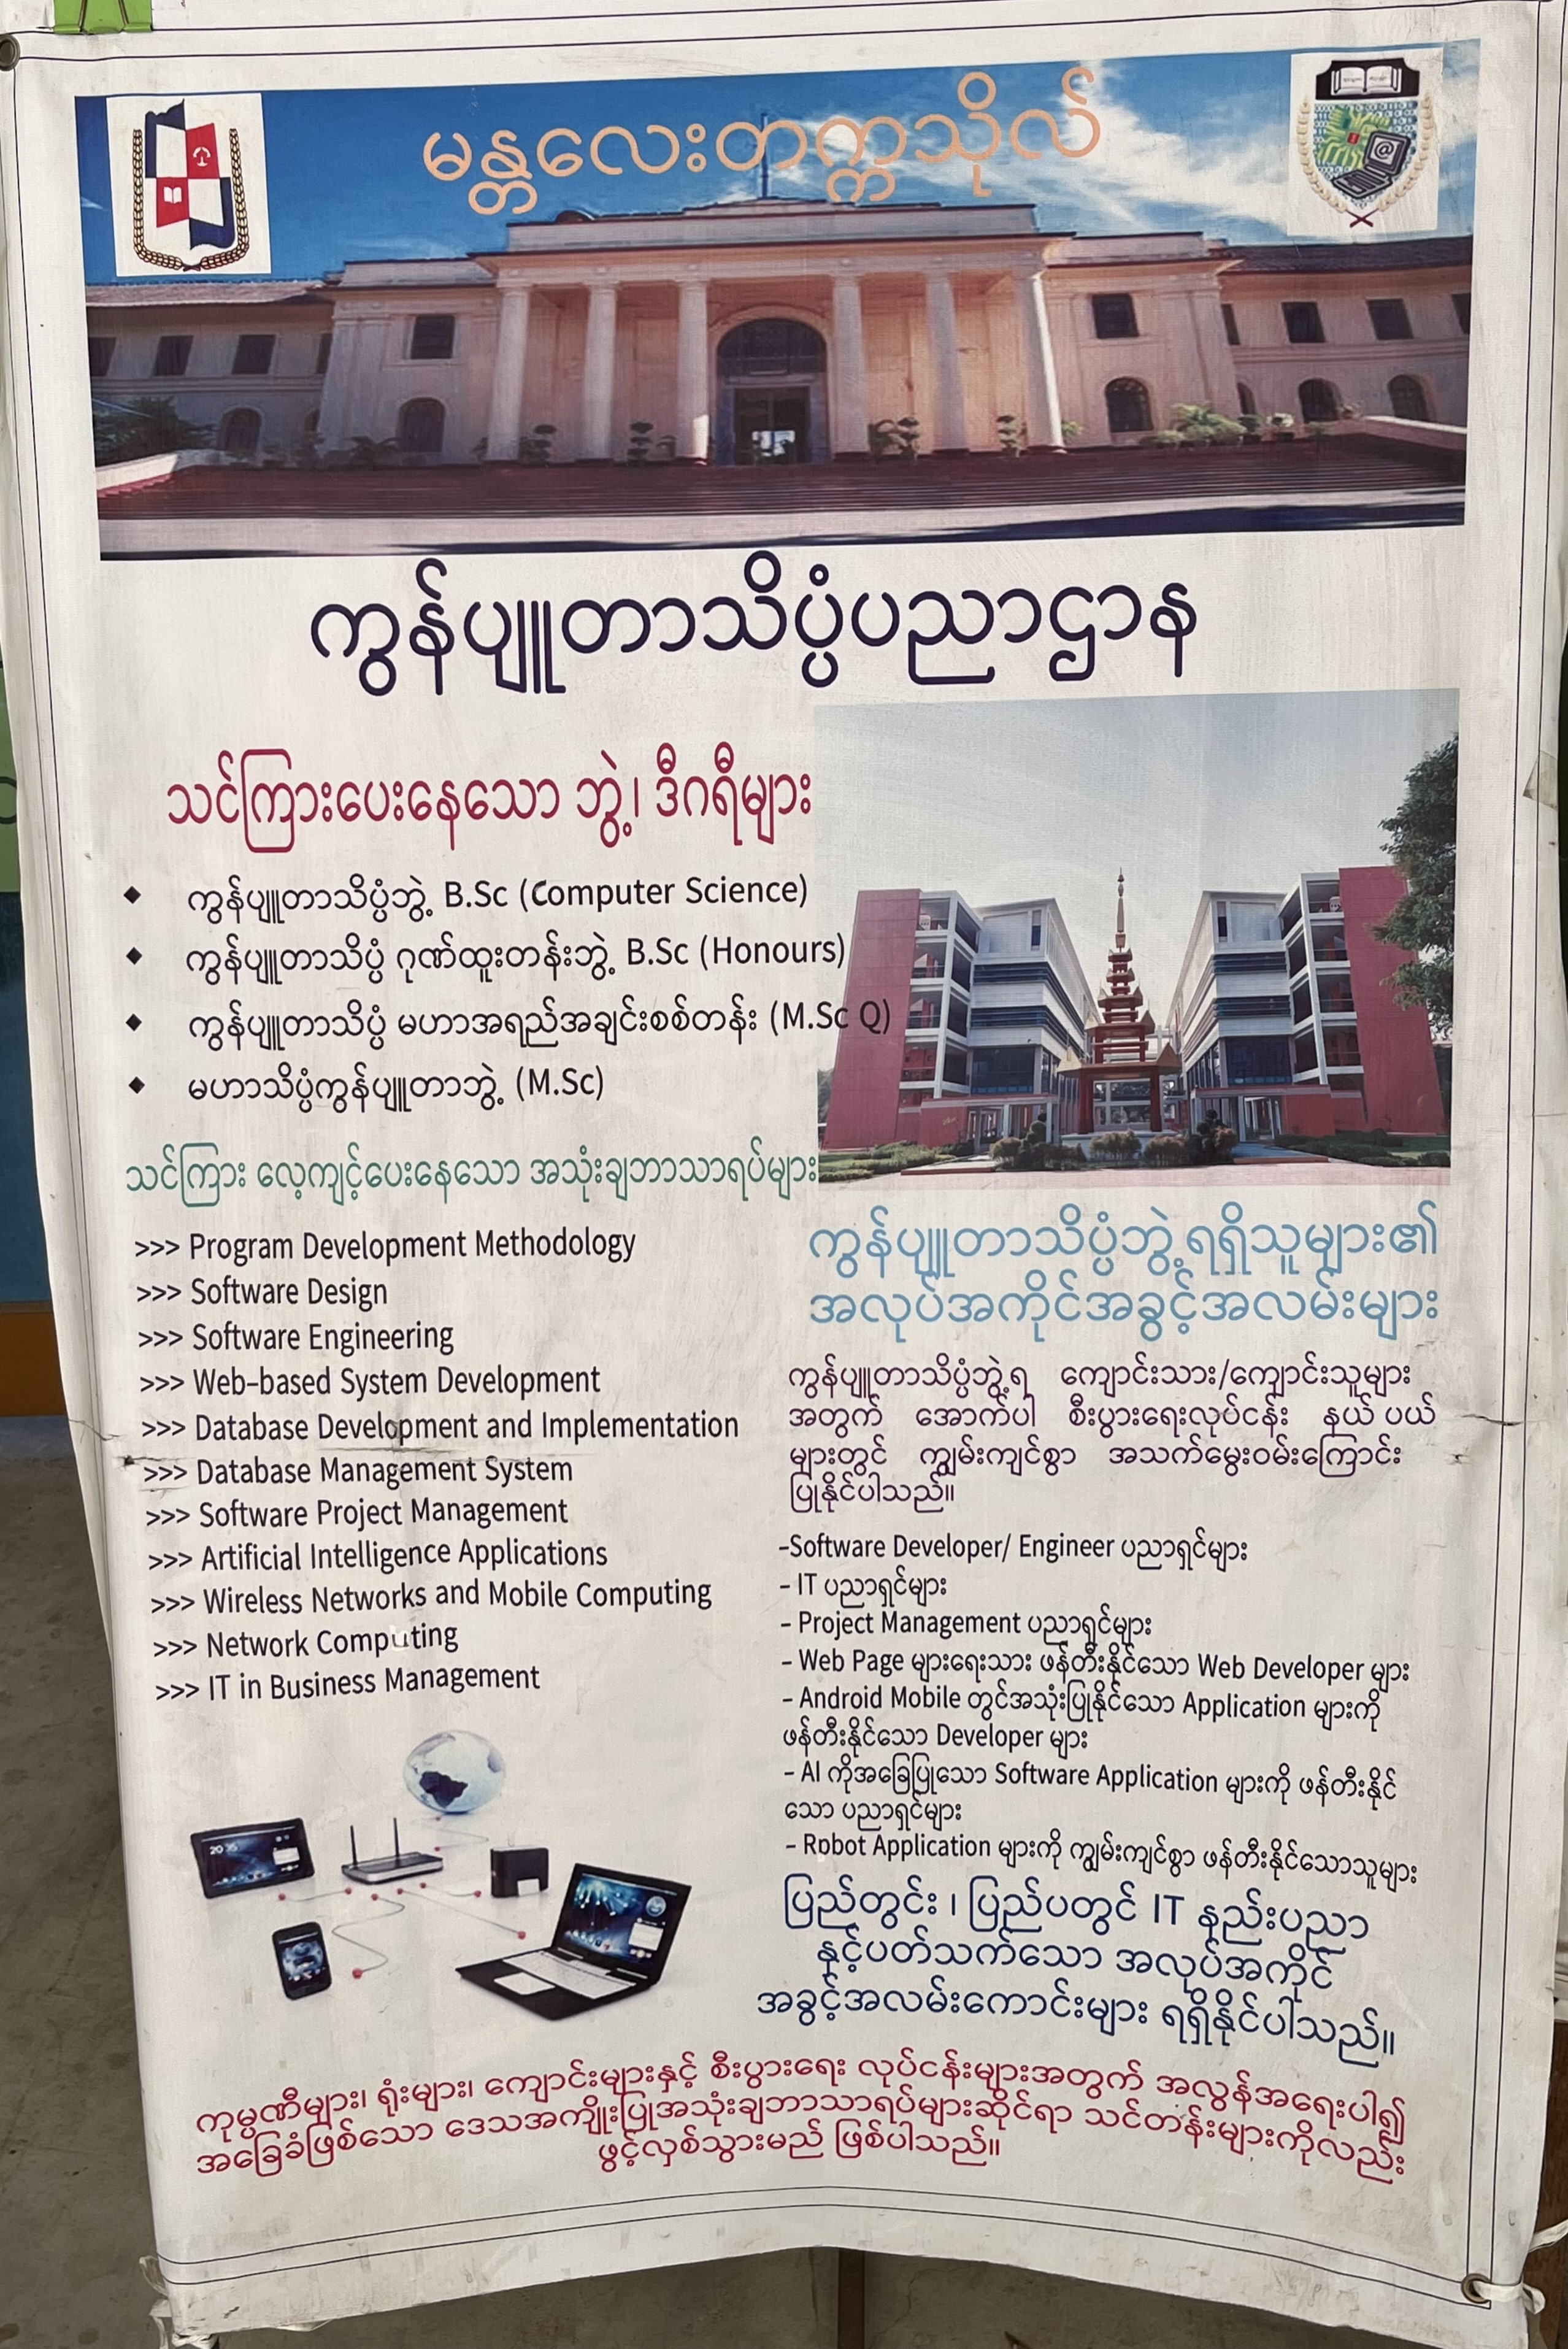 မန္တလေးတက္ကသိုလ်
ကွန်ပျူတာသိပ္ပံပညာဌာန
သင်ကြားပေးနေသော ဘွဲ့၊ ဒီဂရီများ
◆ ကွန်ပျူတာသိပ္ပံဘွဲ့ B.Sc (Computer Science)
◆ ကွန်ပျူတာသိပ္ပံ ဂုဏ်ထူးတန်းဘွဲ့ B.Sc (Honours)
◆ ကွန်ပျူတာသိပ္ပံ မဟာအရည်အချင်းစစ်တန်း (M.Sc Q)
◆ မဟာသိပ္ပံကွန်ပျူတာဘွဲ့ (M.Sc)
သင်ကြား လေ့ကျင့်ပေးနေသော အသုံးချဘာသာရပ်များ
>>> Program Development Methodology
>>> Software Design
>>> Software Engineering
>>> Web-based System Development
>>> Database Development and Implementation
>>> Database Management System
>>> Software Project Management
>>> Artificial Intelligence Applications
>>> Wireless Networks and Mobile Computing
>>> Network Computing
>>> IT in Business Management
ကွန်ပျူတာသိပ္ပံဘွဲ့ရရှိသူများ၏
အလုပ်အကိုင်အခွင့်အလမ်းများ
ကွန်ပျူတာသိပ္ပံဘွဲ့ရ ကျောင်းသား/ကျောင်းသူများ
အတွက် အောက်ပါ စီးပွားရေးလုပ်ငန်း နယ် ပယ်
များတွင် ကျွမ်းကျင်စွာ အသက်မွေးဝမ်းကြောင်း
ပြုနိုင်ပါသည်။
-Software Developer/ Engineer ပညာရှင်များ
- IT ပညာရှင်များ
- Project Management ပညာရှင်များ
- Web Page များရေးသား ဖန်တီးနိုင်သော Web Developer များ
- Android Mobile တွင်အသုံးပြုနိုင်သော Application များကို
ဖန်တီးနိုင်သော Developer များ
- AI ကိုအခြေပြုသော Software Application များကို ဖန်တီးနိုင်
သော ပညာရှင်များ
- Robot Application များကို ကျွမ်းကျင်စွာ ဖန်တီးနိုင်သောသူများ
ပြည်တွင်း ၊ ပြည်ပတွင် IT နည်းပညာ
နှင့်ပတ်သက်သော အလုပ်အကိုင်
အခွင့်အလမ်းကောင်းများ ရရှိနိုင်ပါသည်။
ကုမ္ပဏီများ၊ ရုံးများ၊ ကျောင်းများနှင့် စီးပွားရေး လုပ်ငန်းများအတွက် အလွန်အရေးပါ၍
အခြေခံဖြစ်သော ဒေသအကျိုးပြုအသုံးချဘာသာရပ်များဆိုင်ရာ သင်တန်းများကိုလည်း
ဖွင့်လှစ်သွားမည် ဖြစ်ပါသည်။